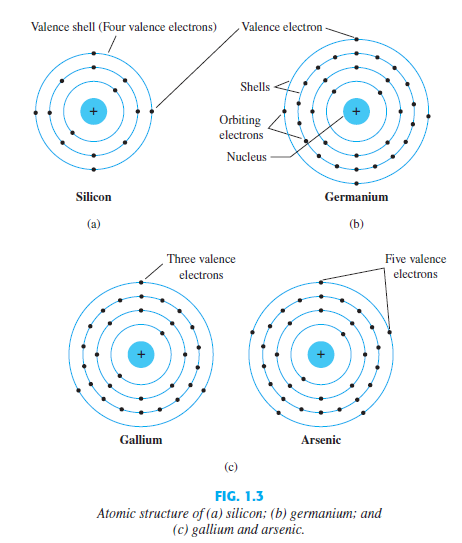 Valence shell (Four valence electrons)
Valence electron
Shells
Orbiting
electrons
Nucleus
+
+
Silicon
Germanium
(a)
(b)
Three valence
electrons
Five valence
electrons
+
+
Gallium
Arsenic
(c)
FIG. 1.3
Atomic structure of (a) silicon; (b) germanium; and
(c) gallium and arsenic.